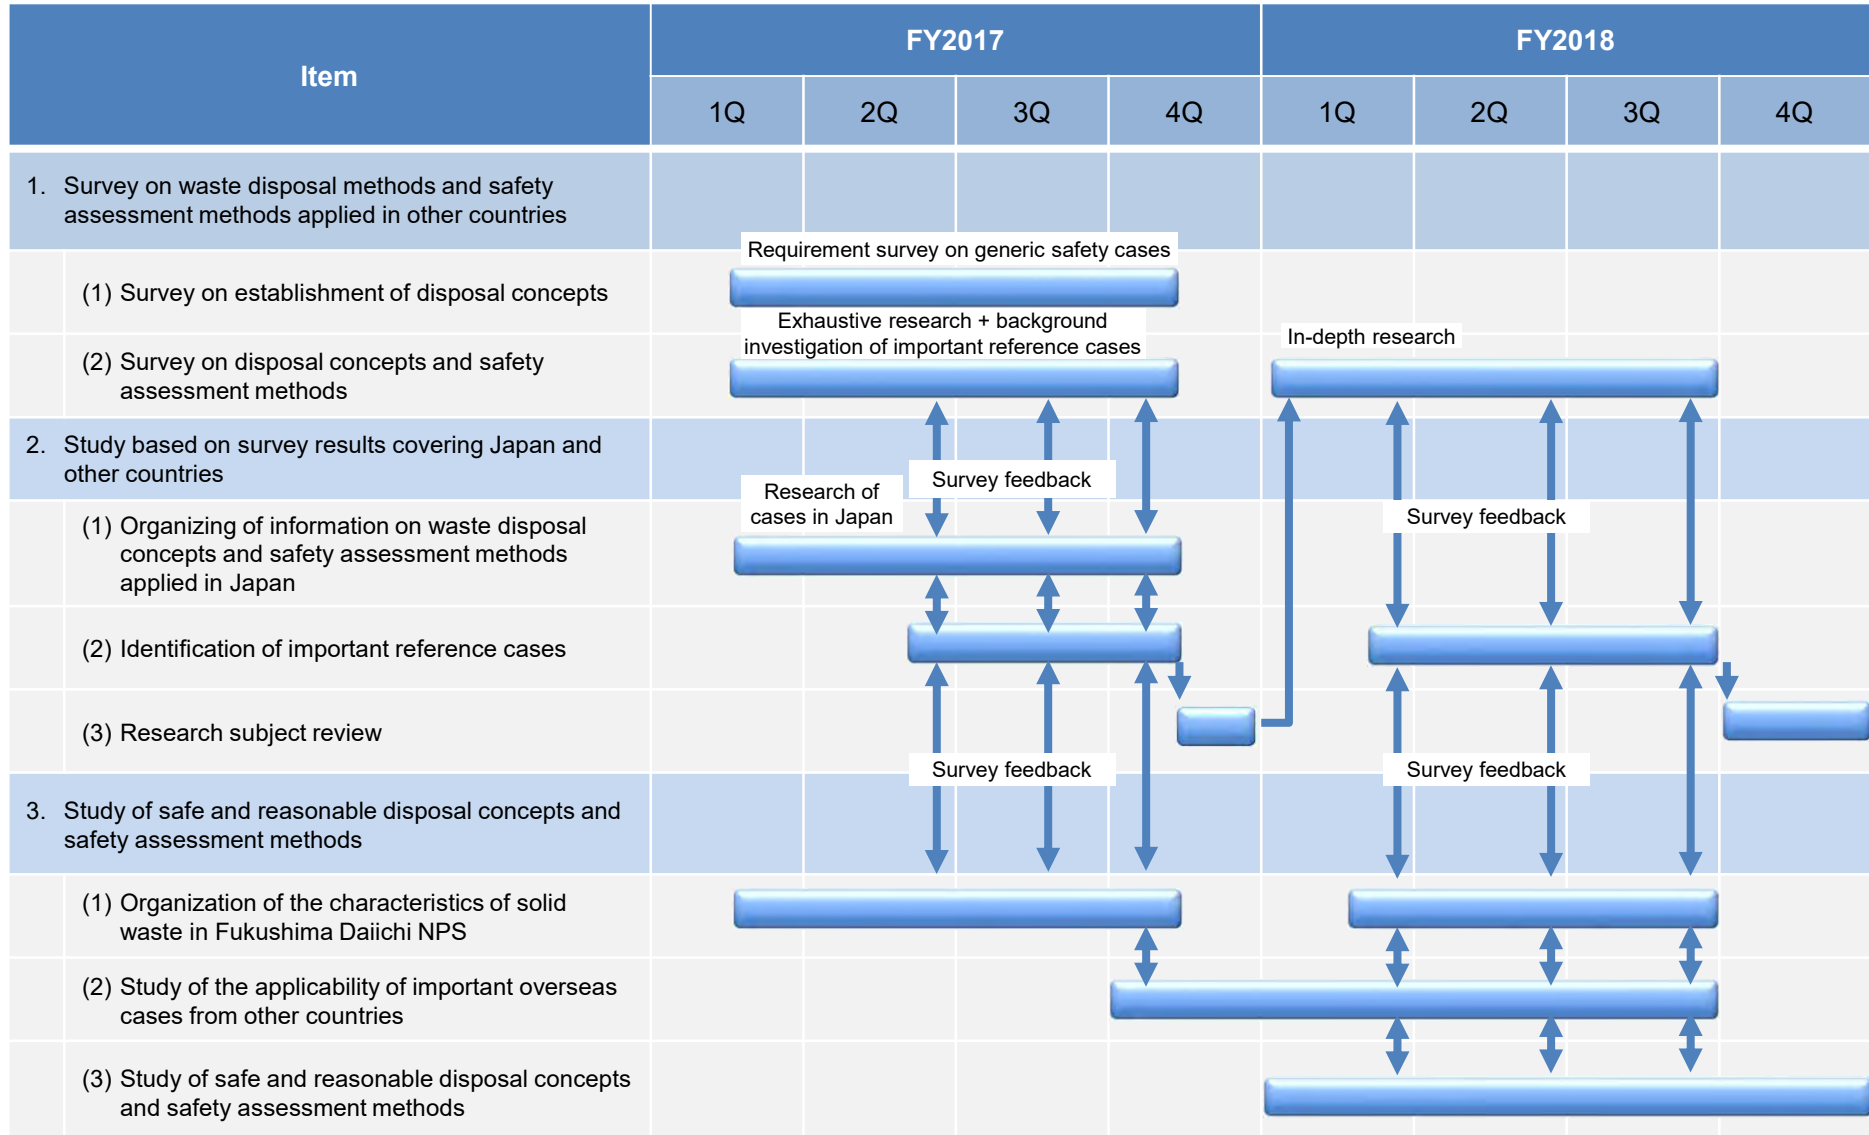 Item
FY2017
FY2018
1Q
2Q
3Q
4Q
1Q
2Q
3Q
4Q
1. Survey on waste disposal methods and safety
assessment methods applied in other countries
Requirement survey on generic safety cases
(1) Survey on establishment of disposal concepts
Exhaustive research + background
investigation of important reference cases
In-depth research
(2) Survey on disposal concepts and safety
assessment methods
2. Study based on survey results covering Japan and
other countries
Survey feedback
Research of
cases in Japan
Survey feedback
(1) Organizing of information on waste disposal
concepts and safety assessment methods
applied in Japan
(2) Identification of important reference cases
(3) Research subject review
Survey feedback
Survey feedback
3. Study of safe and reasonable disposal concepts and
safety assessment methods
(1) Organization of the characteristics of solid
waste in Fukushima Daiichi NPS
(2) Study of the applicability of important overseas
cases from other countries
(3) Study of safe and reasonable disposal concepts
and safety assessment methods